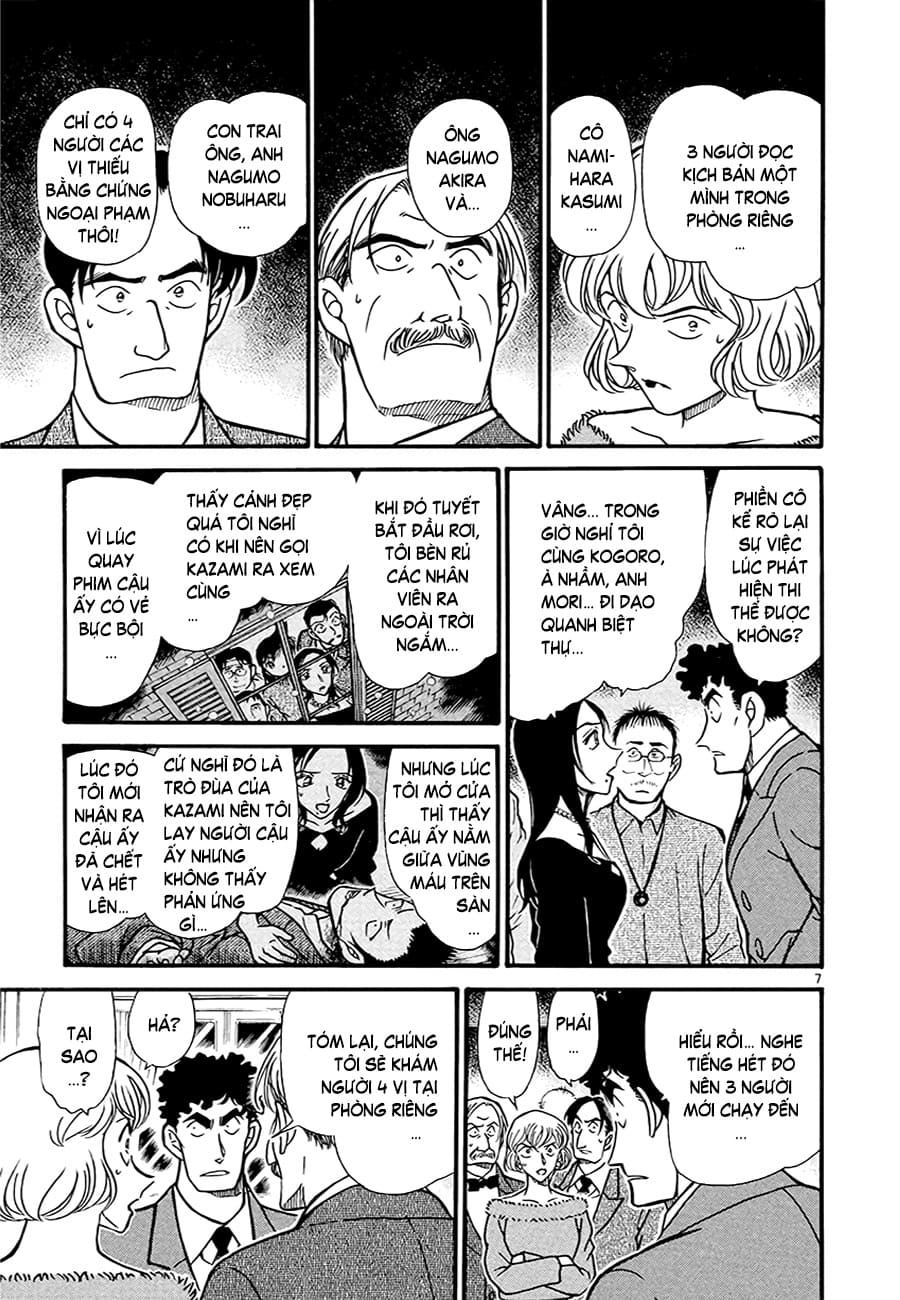 3 NGƯỜI ĐỌC
KỊCH BẢN MỘT
MÌNH TRONG
PHÒNG RIÊNG
...
CÔ
NAMI-
HARA
KASUMI
ÔNG
NAGUMO
AKIRA
VÀ...
CON TRAI
ÔNG, ANH
NAGUMO
NOBUHARU
...
CHỈ CÓ 4
NGƯỜI CÁC
VỊ THIẾU
BẰNG CHỨNG
NGOẠI PHẠM
THÔI!
PHIỀN CÔ
KỂ RÕ LẠI
SỰ VIỆC
LÚC PHÁT
HIỆN THI
THỂ ĐƯỢC
KHÔNG?
VÂNG... TRONG
GIỜ NGHỈ TÔI
CÙNG KOGORO,
À NHẦM, ANH
MORI... ĐI DẠO
QUANH BIỆT
THỰ...
KHI ĐÓ TUYẾT
BẮT ĐẦU RƠI,
TÔI BÈN RỦ
CÁC NHÂN
VIÊN RA
NGOÀI TRỜI
NGẮM...
THẤY CẢNH ĐẸP
QUÁ TÔI NGHĨ
CÓ KHI NÊN GỌI
KAZAMI RA XEM
CÙNG
...
VÌ LÚC
QUAY
PHIM CẬU
ẤY CÓ VẺ
BỰC BỘI
...
NHƯNG LÚC
TÔI MỞ CỬA
THÌ THẤY
CẬU ẤY NẰM
GIỮA VŨNG
MÁU TRÊN
SÀN
...
CỨ NGHĨ ĐÓ LÀ
TRÒ ĐÙA CỦA
KAZAMI NÊN TÔI
LAY NGƯỜI CẬU
ẤY NHƯNG
KHÔNG THẤY
PHẢN ỨNG
GÌ...
LÚC ĐÓ
TÔI MỚI
NHẬN RA
CẬU ẤY
ĐÃ CHẾT
VÀ HÉT
LÊN...
7
HIỂU RỒI... NGHE
TIẾNG HÉT ĐÓ
NÊN 3 NGƯỜI
MỚI CHẠY ĐẾN
...
PHẢI
...
ĐÚNG
THẾ!
TÓM LẠI, CHÚNG
TÔI SẼ KHÁM
NGƯỜI 4 VỊ TẠI
PHÒNG RIÊNG
...
HẢ?
TẠI
SAO
...?